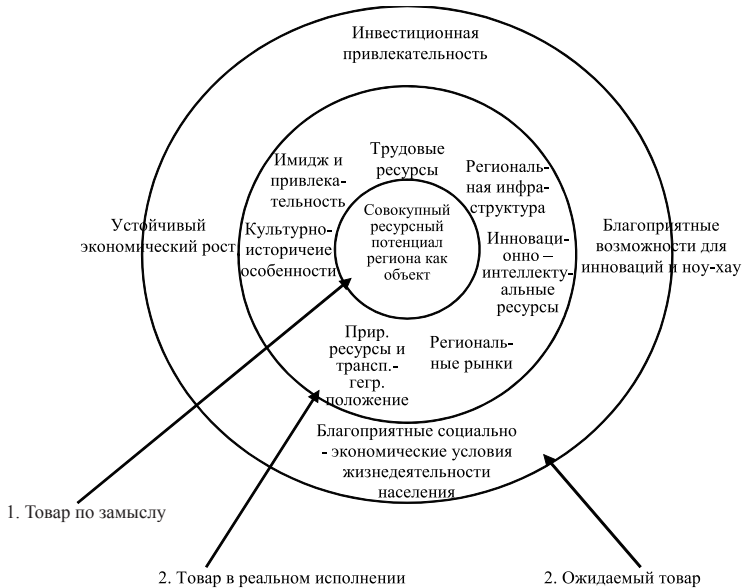 Инвестиционная
привлекательность
Трудовые
ресурсы
Имидж и
привлека-
тельность
Региональ-
ная инфра-
структура
Устойчивый
экономический рост
Культурно-
историчеие
особенности
Совокупный
ресурсный
потенциал
региона как
объект
Инноваци-
онно –
интеллекту-
альные
ресурсы
Благоприятные
возможности для
инноваций и ноу-хау
Прир.
ресурсы и
трансп.-
гегр.
положение
Региональ-
ные рынки
Благоприятные социально
- экономические условия
жизнедеятельности
населения
1. Товар по замыслу
2. Товар в реальном исполнении
2. Ожидаемый товар